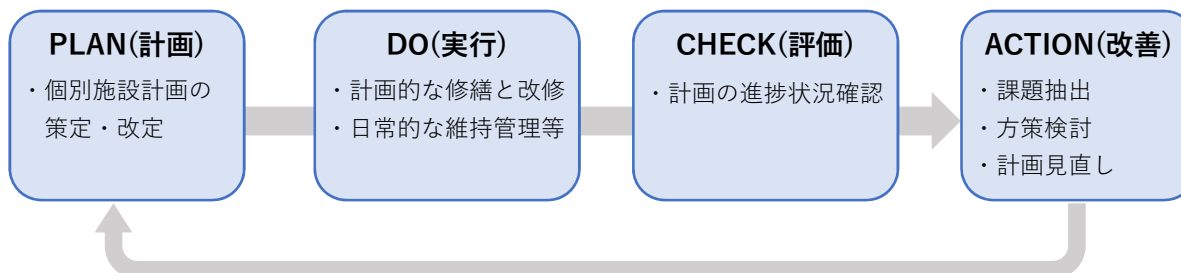 PLAN(計画)
・個別施設計画の
策定・改定
DO(実行)
・計画的な修繕と改修
・日常的な維持管理等
CHECK(評価)
・計画の進捗状況確認
ACTION(改善)
・課題抽出
・方策検討
・計画見直し